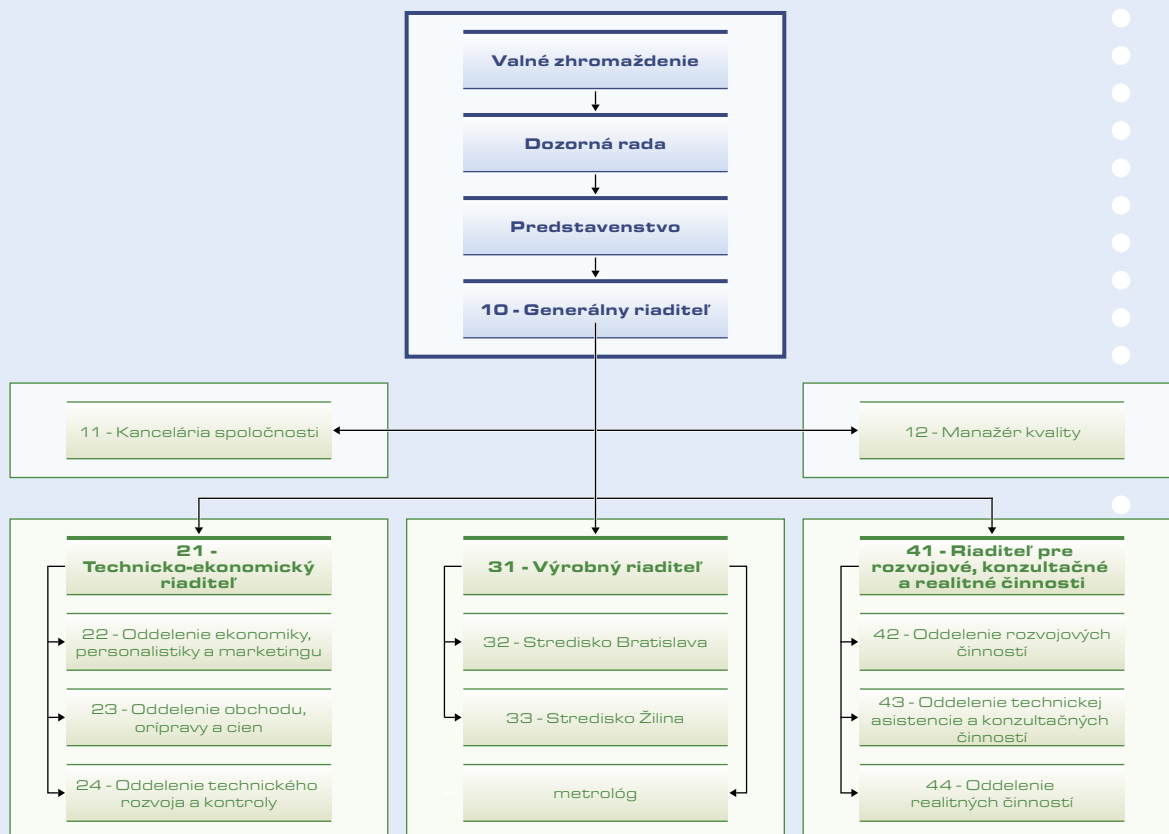 Valné zhromaždenie
Dozorná rada
Predstavenstvo
10 - Generálny riaditeľ
11 - Kancelária spoločnosti
12 - Manažér kvality
21 -
Technicko-ekonomický
riaditeľ
22 - Oddelenie ekonomiky,
personalistiky a marketingu
23 - Oddelenie obchodu,
orípravy a cien
24 - Oddelenie technického
rozvoja a kontroly
31 - Výrobný riaditeľ
32 - Stredisko Bratislava
33 - Stredisko Žilina
metrológ
41 - Riaditeľ pre
rozvojové, konzultačné
a realitné činnosti
42 - Oddelenie rozvojových
činností
43 - Oddelenie technickej
asistencie a konzultačných
činností
44 - Oddelenie
realitných činností